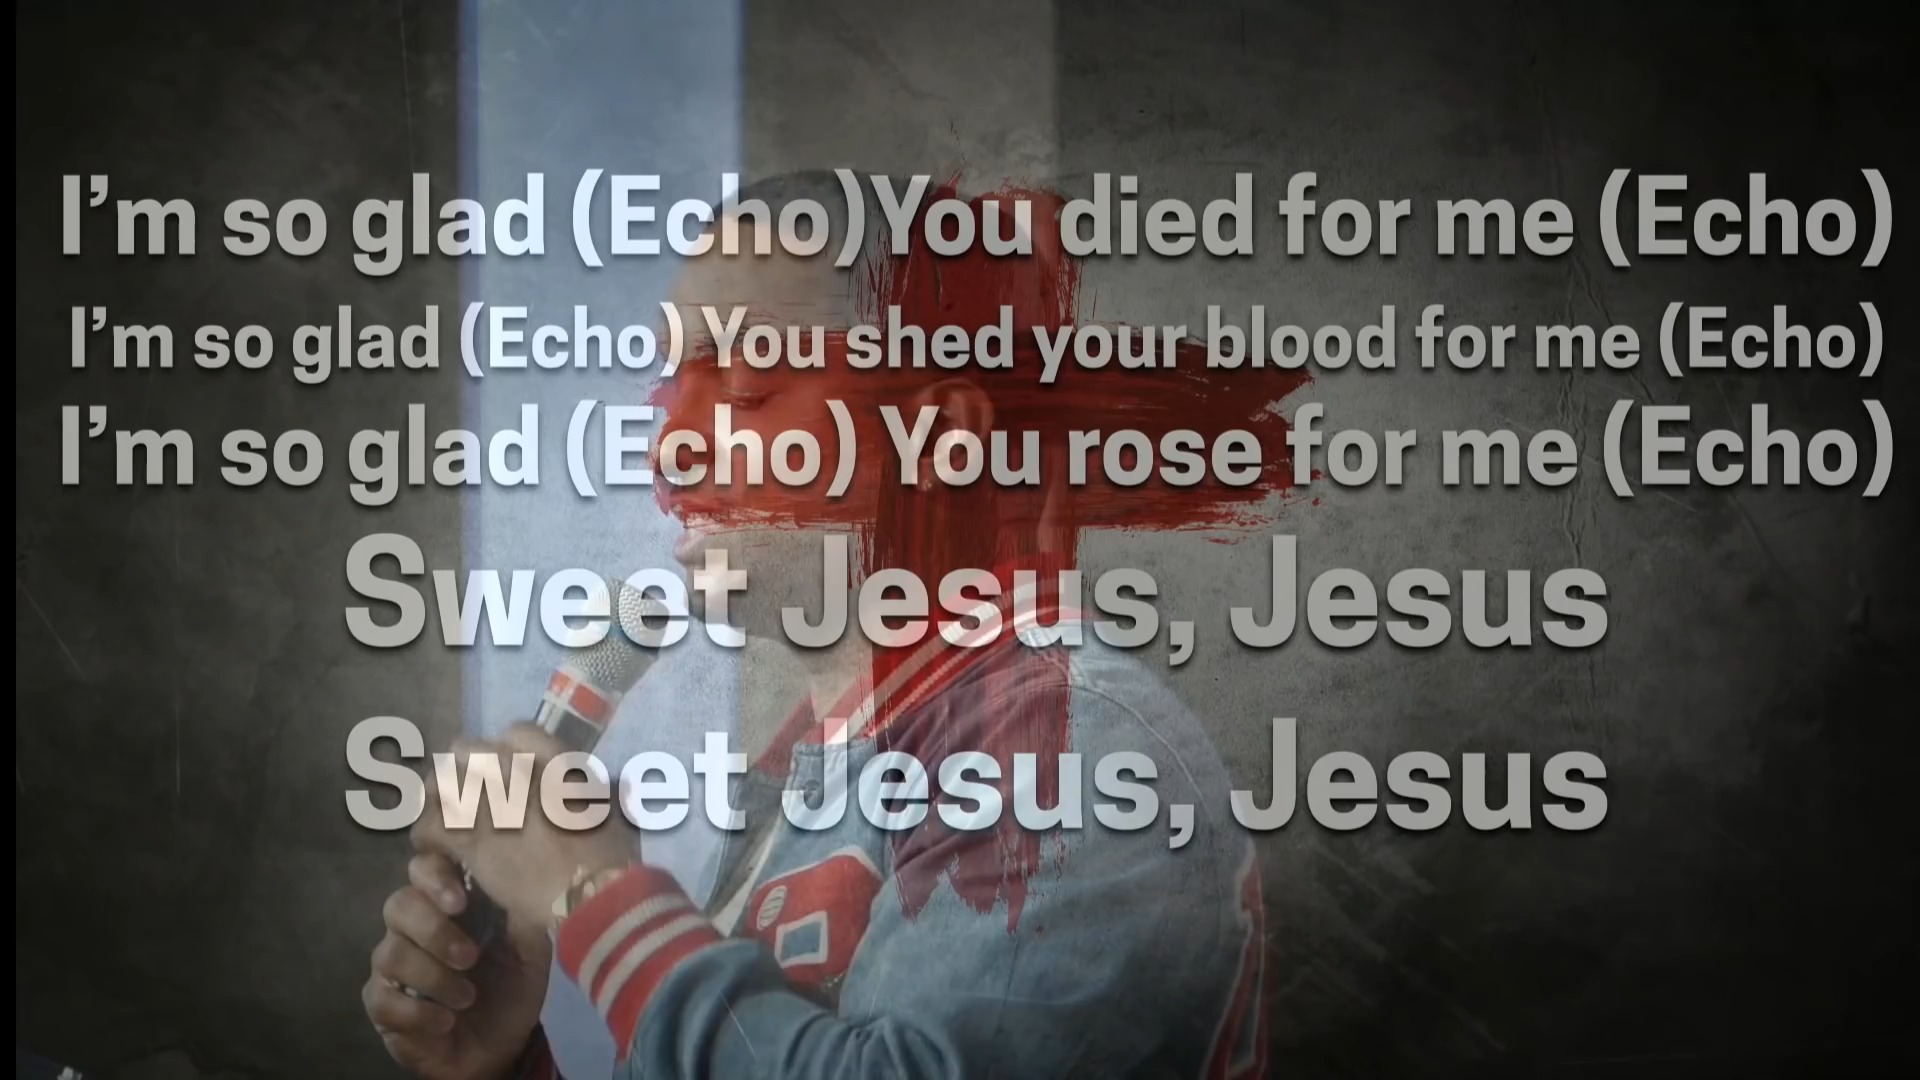 I’m so glad (Echo)You died for me (Echo)
I’m so glad (Echo) You shed your blood for me (Echo)
I’m so glad (Echo) You rose for me (Echo)
Sweet Jesus, Jesus
Sweet Jesus, Jesus